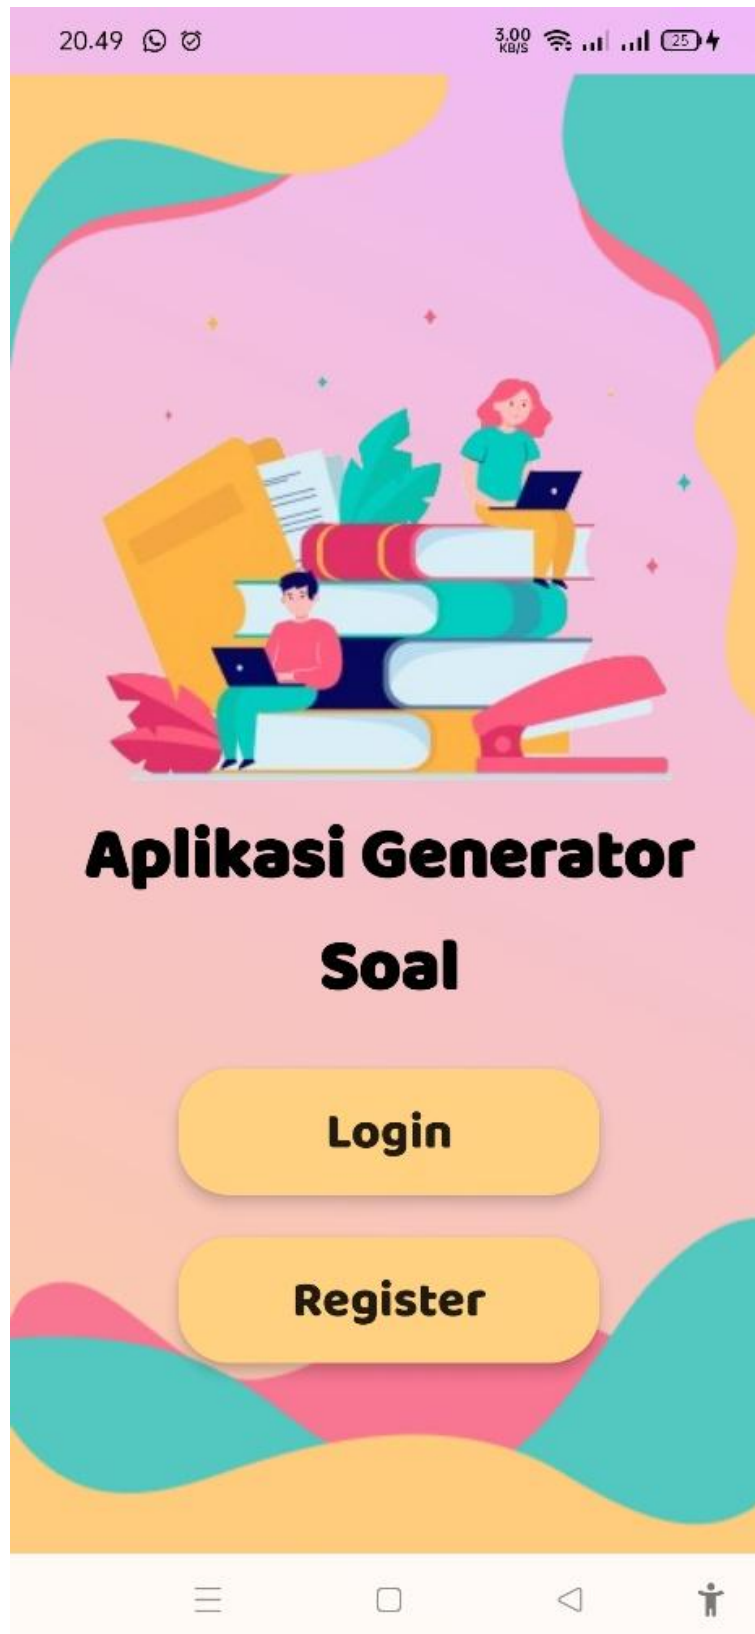 20.49 3.00 25
KB/S
Aplikasi Generator
Soal
Login
Register